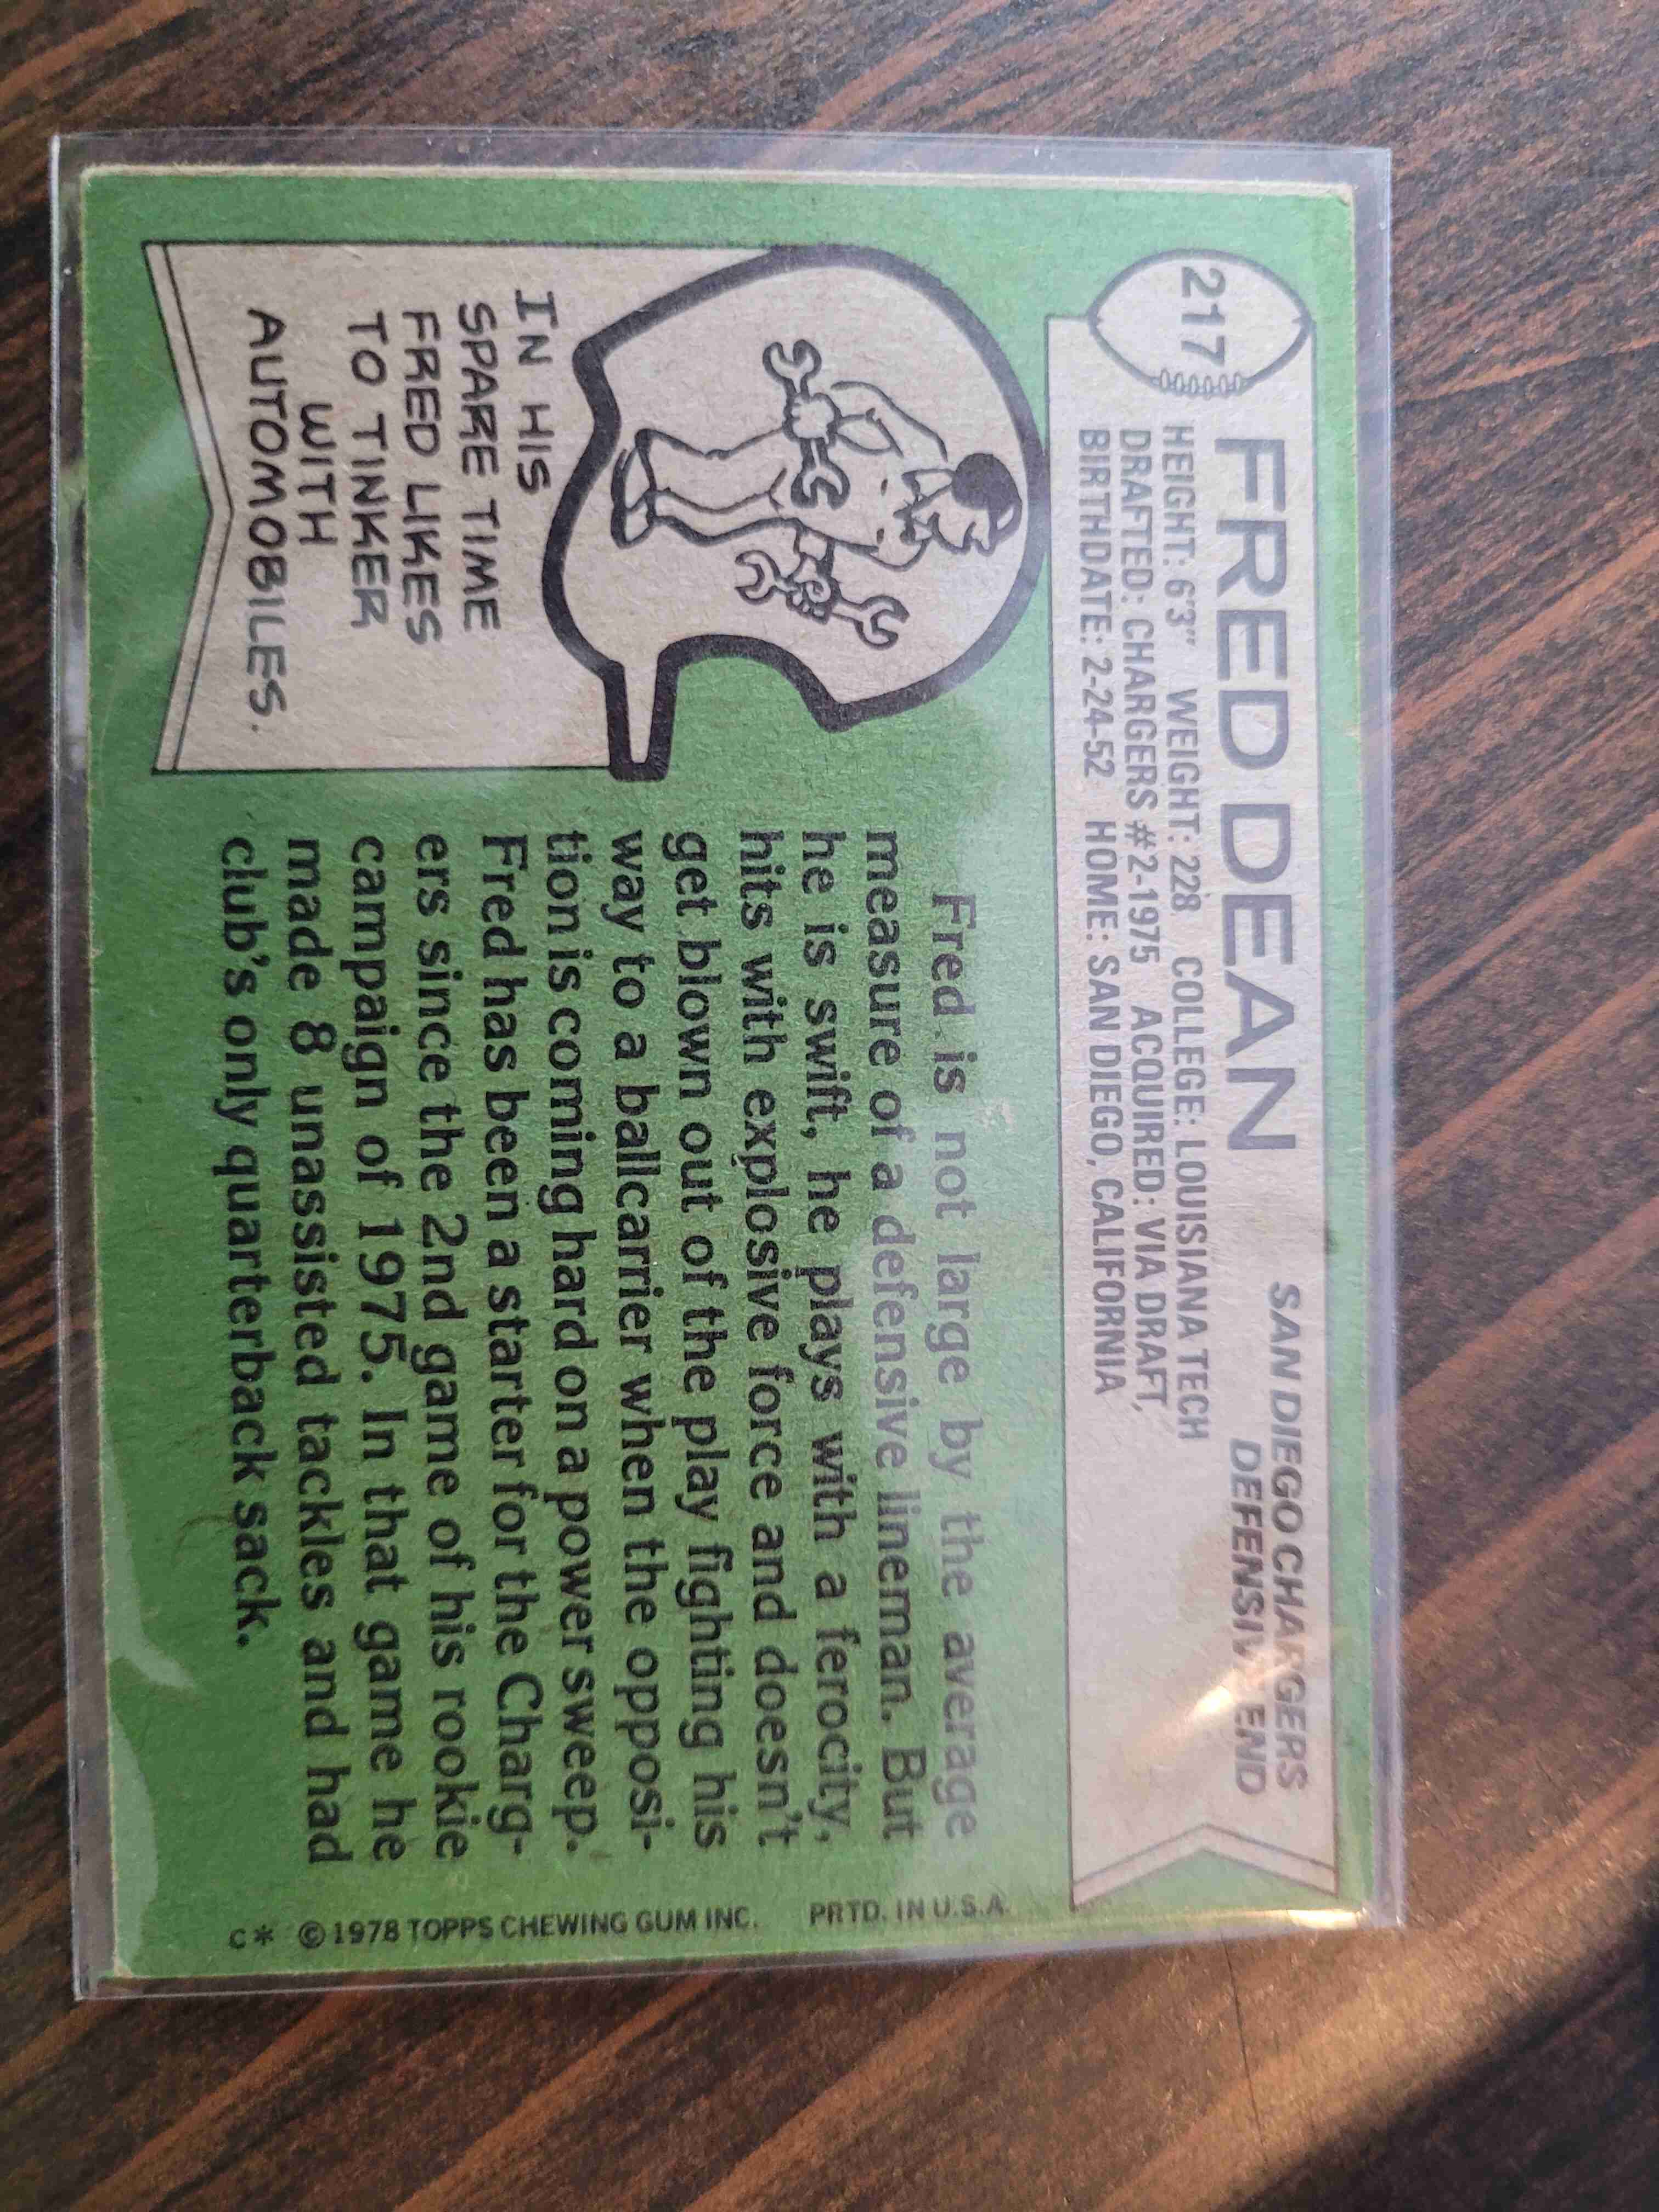 217
FRED DEAN
SAN DIEGO CHARGERS
DEFENSIVE END
HEIGHT: 6'3" WEIGHT: 228 COLLEGE: LOUISIANA TECH
DRAFTED: CHARGERS #2-1975 ACQUIRED: VIA DRAFT,
BIRTHDATE: 2-24-52 HOME: SAN DIEGO, CALIFORNIA
IN HIS
SPARE TIME
FRED LIKES
TO TINKER
WITH
AUTOMOBILES.
Fred is not large by the average
measure of a defensive lineman. But
he is swift, he plays with a ferocity,
hits with explosive force and doesn't
get blown out of the play fighting his
way to a ballcarrier when the opposi-
tion is coming hard on a power sweep.
Fred has been a starter for the Charg-
ers since the 2nd game of his rookie
campaign of 1975. In that game he
made 8 unassisted tackles and had
club's only quarterback sack.
C* ©1978 TOPPS CHEWING GUM INC. PRTD. IN U.S.A.